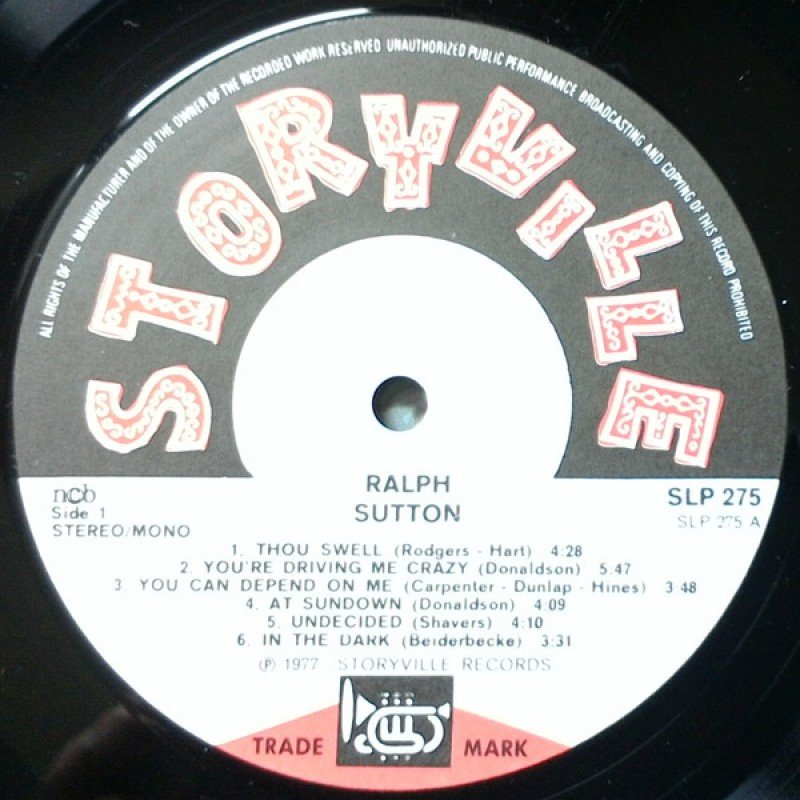 ALL RIGHTS OF THE MANUFACTURER AND OF THE OWNER OF THE RECORDED WORK RESERVED UNAUTHORIZED PUBLIC PERFORMANCE BROADCASTING AND COPYING OF THIS RECORD PROHIBITED
STORYVILLE
ncb
Side 1
STEREO/MONO
RALPH
SUTTON
SLP 275
SLP 275 A
1. THOU SWELL (Rodgers - Hart) 4:28
2. YOU'RE DRIVING ME CRAZY (Donaldson) 5.47
3 YOU CAN DEPEND ON ME (Carpenter - Dunlap - Hines) 3 48
4. AT SUNDOWN (Donaldson) 4:09
5. UNDECIDED (Shavers) 4:10
6. IN THE DARK (Beiderbecke) 3:31
℗ 1977 STORYVILLE RECORDS
TRADE MARK